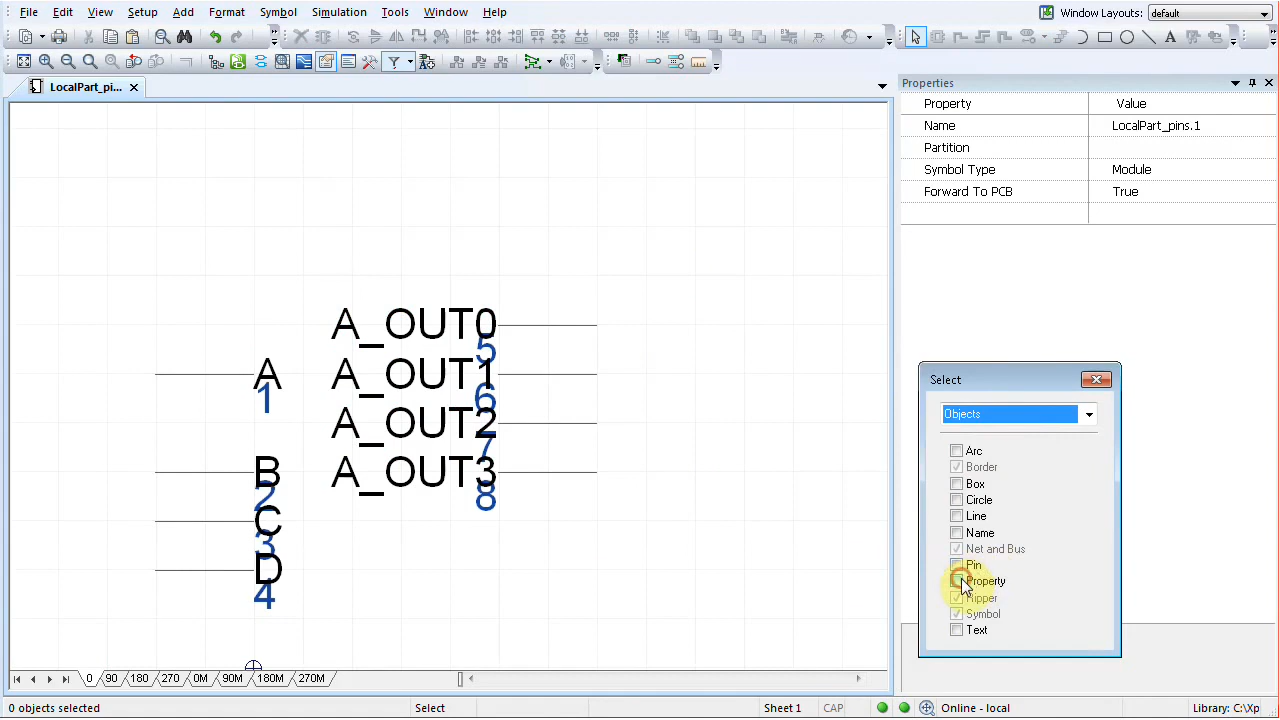 File Edit View Setup Add Format Symbol Simulation Tools Window Help Window Layouts: default
LocalPart_pi... Properties
Property Value
Name LocalPart_pins.1
Partition
Symbol Type Module
Forward To PCB True
A_OUT0
5
A A_OUT1
1 6
A_OUT2
7
B A_OUT3
2 8
C
3
D
4
Select
Objects
Arc
Border
Box
Circle
Line
Name
Net and Bus
Pin
Property
Ripper
Symbol
Text
0 90 180 270 0M 90M 180M 270M
0 objects selected Select Sheet 1 CAP Online - local Library: C:\Xp